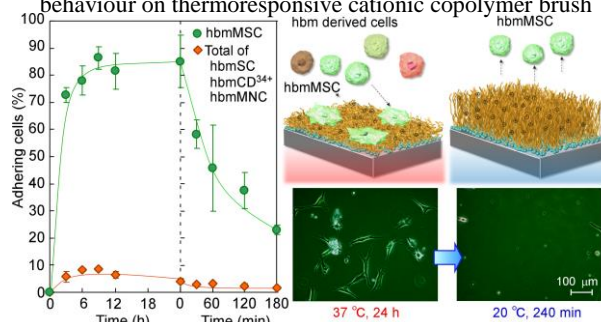 behaviour on thermoresponsive cationic copolymer brush
hbmMSC
Total of
hbmSC
hbmCD34+
hbmMNC
Adhering cells (%)
100
90
80
70
60
50
40
30
20
10
0
0 3 6 9 12 0 60 120 180
Time (h) Time (min)
hbm derived cells
hbmMSC
hbmMSC
100 μm
37 °C, 24 h
20 °C, 240 min